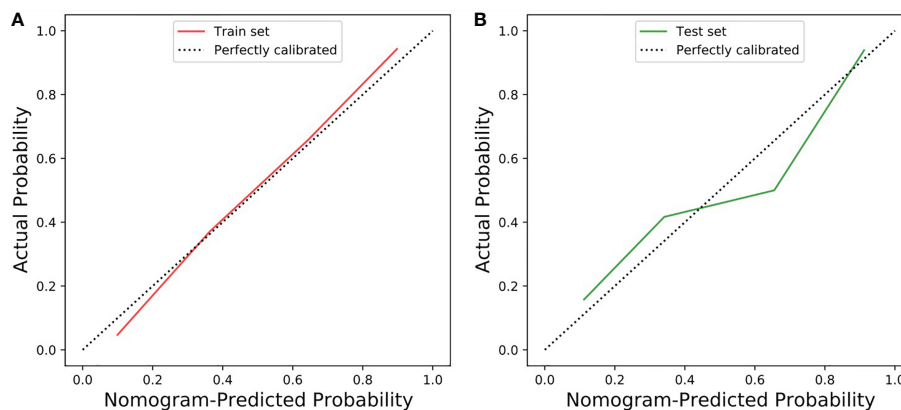 A
Train set
Perfectly calibrated
1.0
0.8
0.6
0.4
0.2
0.0
Actual Probability
0.0 0.2 0.4 0.6 0.8 1.0
Nomogram-Predicted Probability
B
Test set
Perfectly calibrated
1.0
0.8
0.6
0.4
0.2
0.0
Actual Probability
0.0 0.2 0.4 0.6 0.8 1.0
Nomogram-Predicted Probability